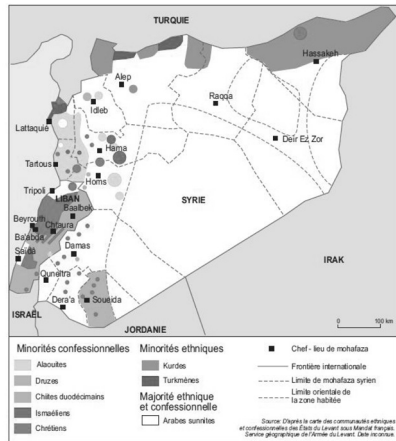 TURQUIE
Hassakeh
Alep
Raqqa
Idleb
Lattaquié
Deir Ez Zor
Hama
Tartous
Homs
Tripoli
LIBAN
SYRIE
Baalbek
Beyrouth
Ba'abda
Chtaura
Saïda
Damas
IRAK
Quneitra
ISRAËL
Dera'a
Soueida
JORDANIE
0
100 km
Minorités confessionnelles
Alaouites
Druzes
Chiites duodécimains
Ismaéliens
Chrétiens
Minorités ethniques
Kurdes
Turkmènes
Majorité ethnique
et confessionnelle
Arabes sunnites
Chef - lieu de mohafaza
Frontière internationale
Limite de mohafaza syrien
Limite orientale de
la zone habitée
Source: D'après la carte des communautés ethniques
et confessionnelles des États du Levant sous Mandat français.
Service géographique de l'Armée du Levant. Date inconnue.